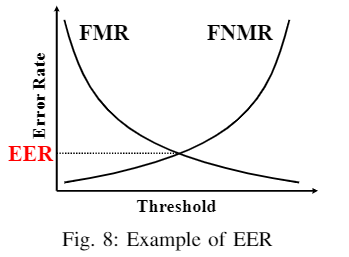 FMR
FNMR
Error Rate
EER
Threshold
Fig. 8: Example of EER